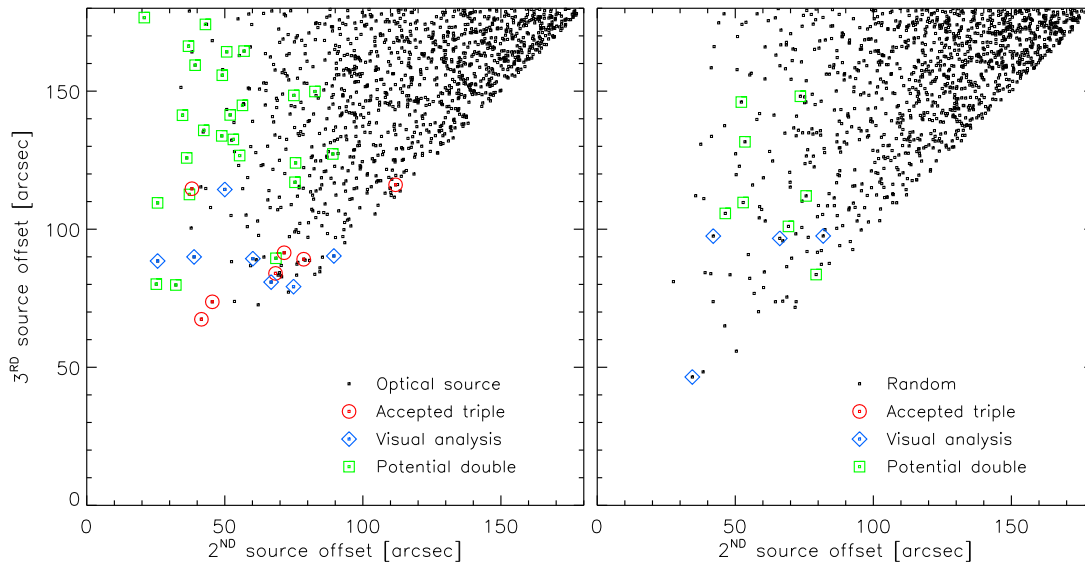 150
100
50
0
3RD source offset [arcsec]
Optical source
Accepted triple
Visual analysis
Potential double
0 50 100 150
2ND source offset [arcsec]
Random
Accepted triple
Visual analysis
Potential double
0 50 100 150
2ND source offset [arcsec]